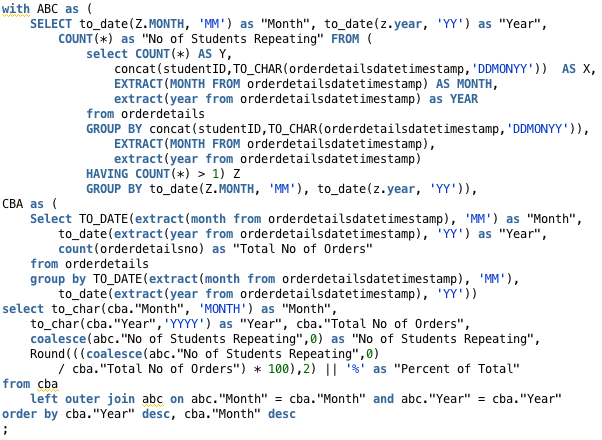 with ABC as (
SELECT to_date(Z.MONTH, 'MM') as "Month", to_date(z.year, 'YY') as "Year",
COUNT(*) as "No of Students Repeating" FROM (
select COUNT(*) AS Y,
concat(studentID,TO_CHAR(orderdetailsdatetimestamp,'DDMONYY')) AS X,
EXTRACT(MONTH FROM orderdetailsdatetimestamp) AS MONTH,
extract(year from orderdetailsdatetimestamp) as YEAR
from orderdetails
GROUP BY concat(studentID,TO_CHAR(orderdetailsdatetimestamp,'DDMONYY')),
EXTRACT(MONTH FROM orderdetailsdatetimestamp),
extract(year from orderdetailsdatetimestamp)
HAVING COUNT(*) > 1) Z
GROUP BY to_date(Z.MONTH, 'MM'), to_date(z.year, 'YY')),
CBA as (
Select TO_DATE(extract(month from orderdetailsdatetimestamp), 'MM') as "Month",
to_date(extract(year from orderdetailsdatetimestamp), 'YY') as "Year",
count(orderdetailsno) as "Total No of Orders"
from orderdetails
group by TO_DATE(extract(month from orderdetailsdatetimestamp), 'MM'),
to_date(extract(year from orderdetailsdatetimestamp), 'YY'))
select to_char(cba."Month", 'MONTH') as "Month",
to_char(cba."Year",'YYYY') as "Year", cba."Total No of Orders",
coalesce(abc."No of Students Repeating",0) as "No of Students Repeating",
Round(((coalesce(abc."No of Students Repeating",0)
/ cba."Total No of Orders") * 100),2) || '%' as "Percent of Total"
from cba
left outer join abc on abc."Month" = cba."Month" and abc."Year" = cba."Year"
order by cba."Year" desc, cba."Month" desc
;